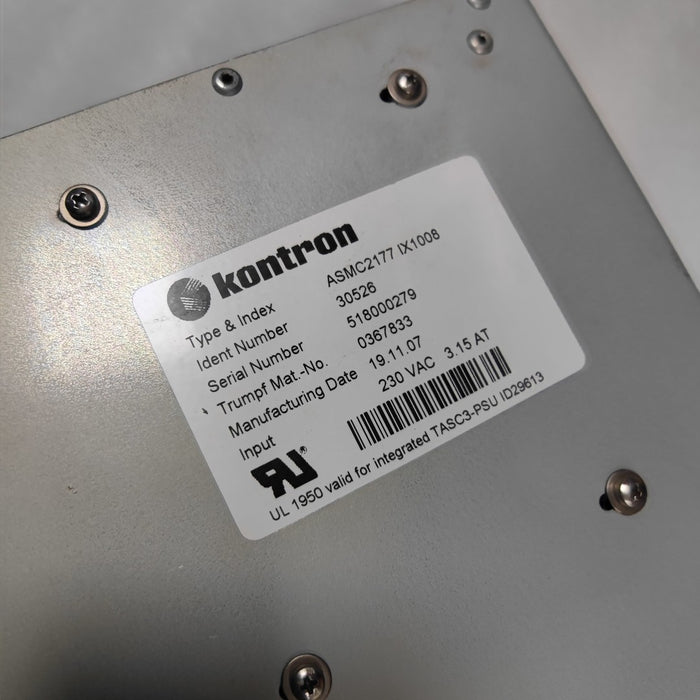 kontron
Type & Index ASMC2177 IX1008
Ident Number 30526
Serial Number 518000279
Trumpf Mat.-No. 0367833
Manufacturing Date 19.11.07
Input 230 VAC 3.15 AT
UL 1950 valid for integrated TASC3-PSU ID29613